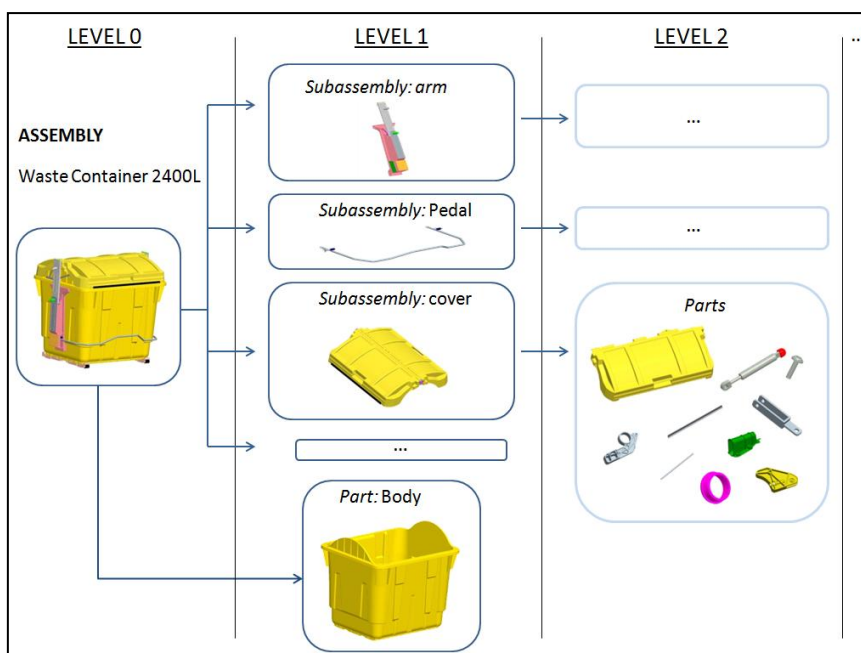 LEVEL 0
LEVEL 1
LEVEL 2
...
ASSEMBLY
Waste Container 2400L
Subassembly: arm
...
Subassembly: Pedal
...
Subassembly: cover
Parts
...
Part: Body